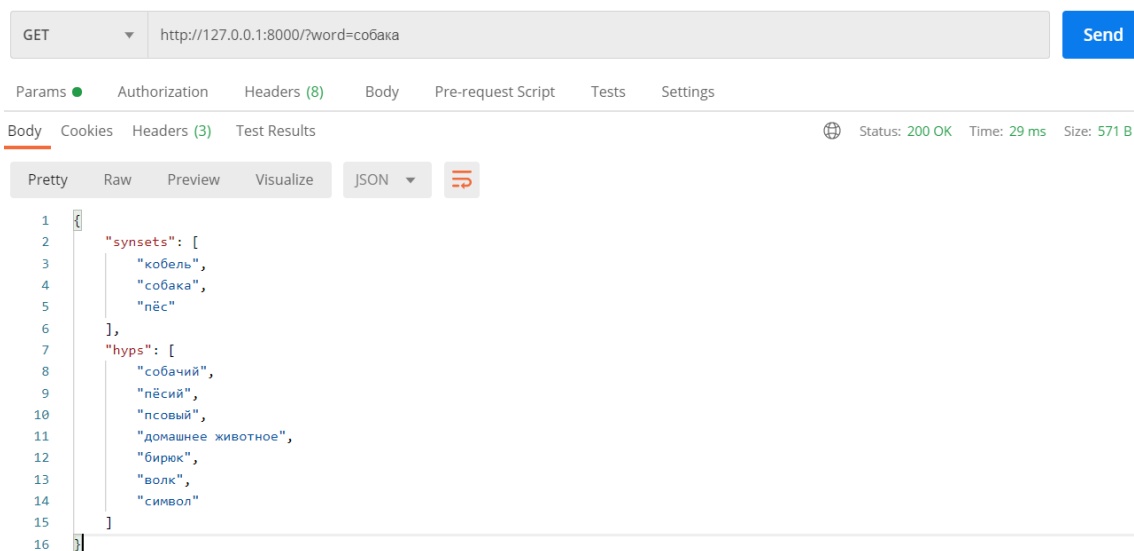 GET http://127.0.0.1:8000/?word=собака Send
Params Authorization Headers (8) Body Pre-request Script Tests Settings
Body Cookies Headers (3) Test Results Status: 200 OK Time: 29 ms Size: 571 B
Pretty Raw Preview Visualize JSON
1 {
2 "synsets": [
3 "кобель",
4 "собака",
5 "пёс"
6 ],
7 "hyps": [
8 "собачий",
9 "пёсий",
10 "псовый",
11 "домашнее животное",
12 "бирюк",
13 "волк",
14 "символ"
15 ]
16 }